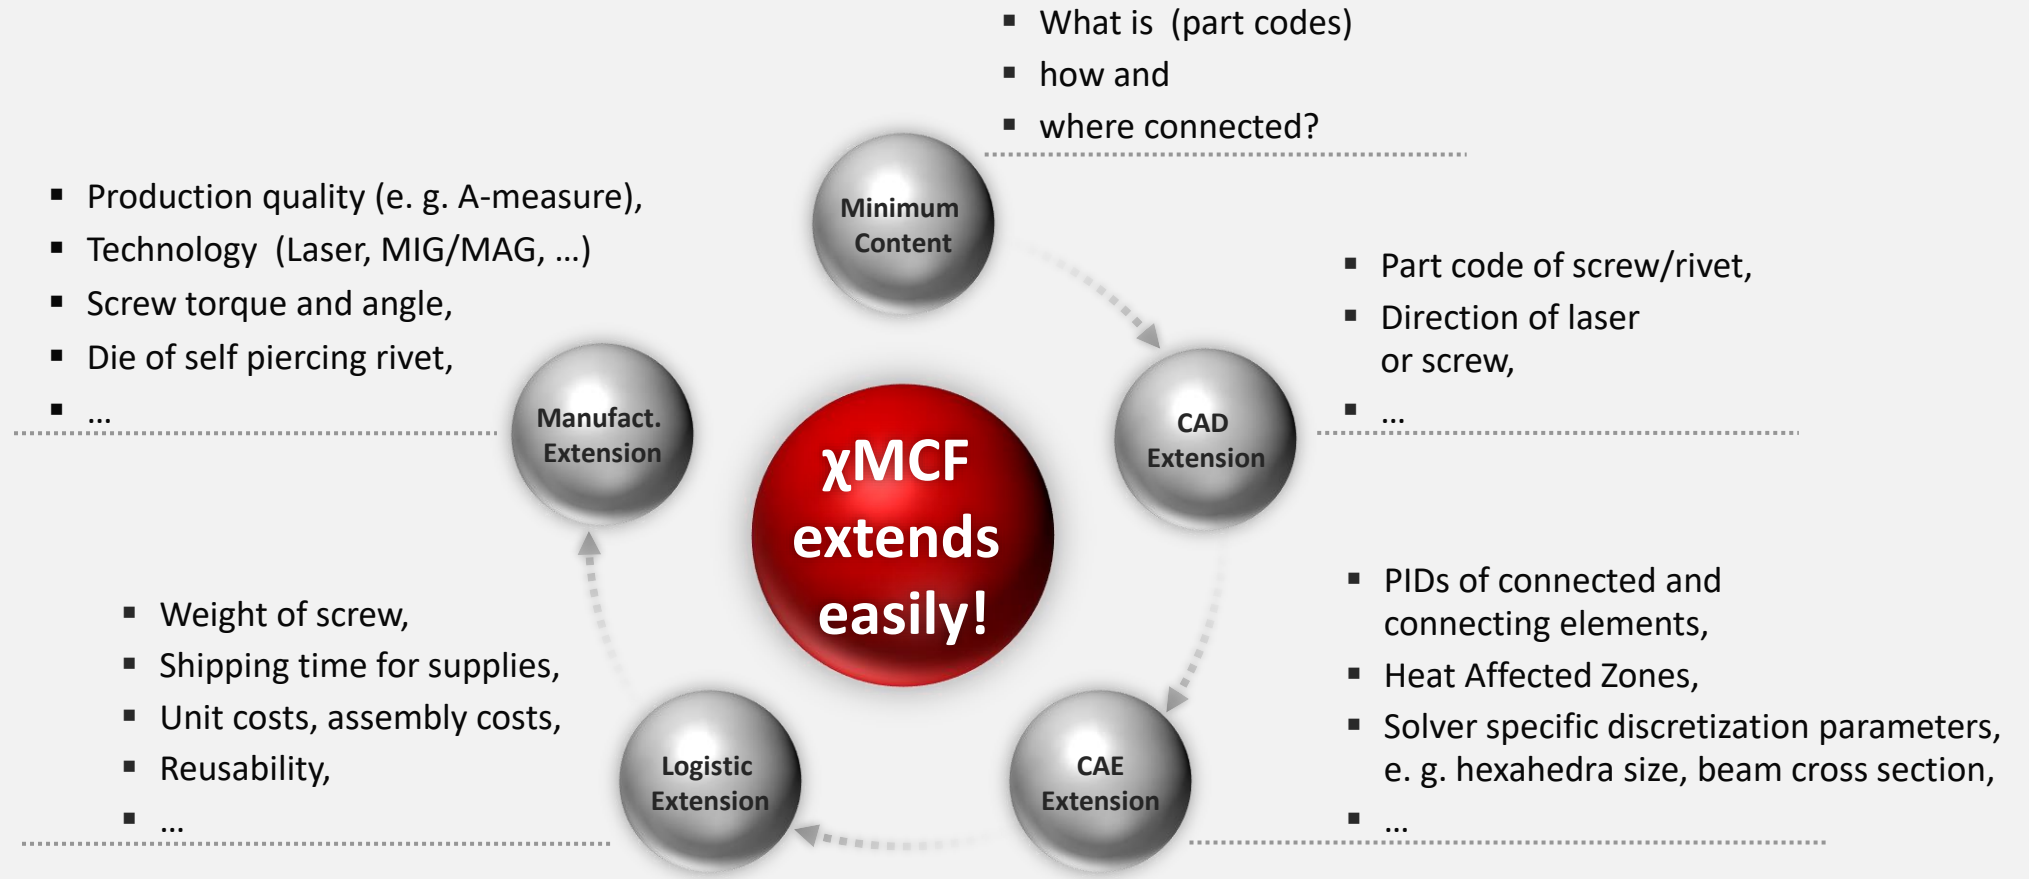 ▪ What is  (part codes)
▪ how and
▪ where connected?
Minimum
Content
▪ Part code of screw/rivet,
▪ Direction of laser
or screw,
▪ ...
CAD
Extension
▪ PIDs of connected and
connecting elements,
▪ Heat Affected Zones,
▪ Solver specific discretization parameters,
e. g. hexahedra size, beam cross section,
▪ ...
CAE
Extension
▪ Weight of screw,
▪ Shipping time for supplies,
▪ Unit costs, assembly costs,
▪ Reusability,
▪ ...
Logistic
Extension
▪ Production quality (e. g. A-measure),
▪ Technology  (Laser, MIG/MAG, ...)
▪ Screw torque and angle,
▪ Die of self piercing rivet,
▪ ...
Manufact.
Extension
χMCF
extends
easily!